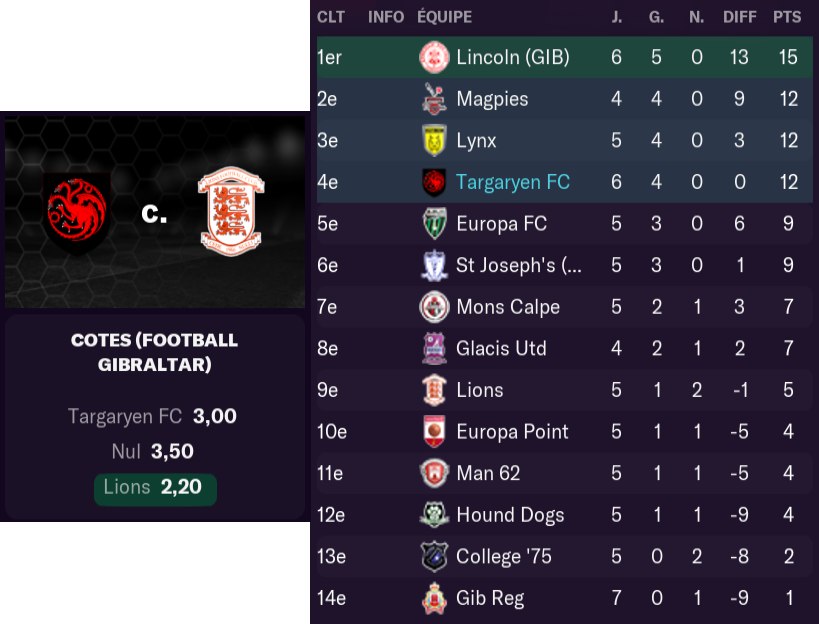 c.
COTES (FOOTBALL
GIBRALTAR)
Targaryen FC 3,00
Nul 3,50
Lions 2,20
CLT INFO ÉQUIPE J. G. N. DIFF PTS
1er Lincoln (GIB) 6 5 0 13 15
2e Magpies 4 4 0 9 12
3e Lynx 5 4 0 3 12
4e Targaryen FC 6 4 0 0 12
5e Europa FC 5 3 0 6 9
6e St Joseph's (... 5 3 0 1 9
7e Mons Calpe 5 2 1 3 7
8e Glacis Utd 4 2 1 2 7
9e Lions 5 1 2 -1 5
10e Europa Point 5 1 1 -5 4
11e Man 62 5 1 1 -5 4
12e Hound Dogs 5 1 1 -9 4
13e College '75 5 0 2 -8 2
14e Gib Reg 7 0 1 -9 1